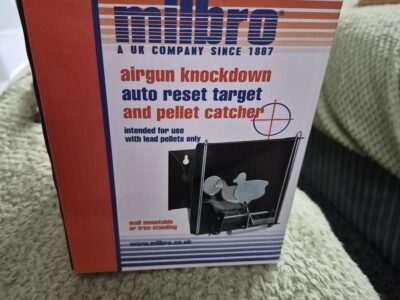 milbro®
A UK COMPANY SINCE 1887
airgun knockdown
auto reset target
and pellet catcher
intended for use
with lead pellets only
wall mountable
or free standing
www.milbro.co.uk